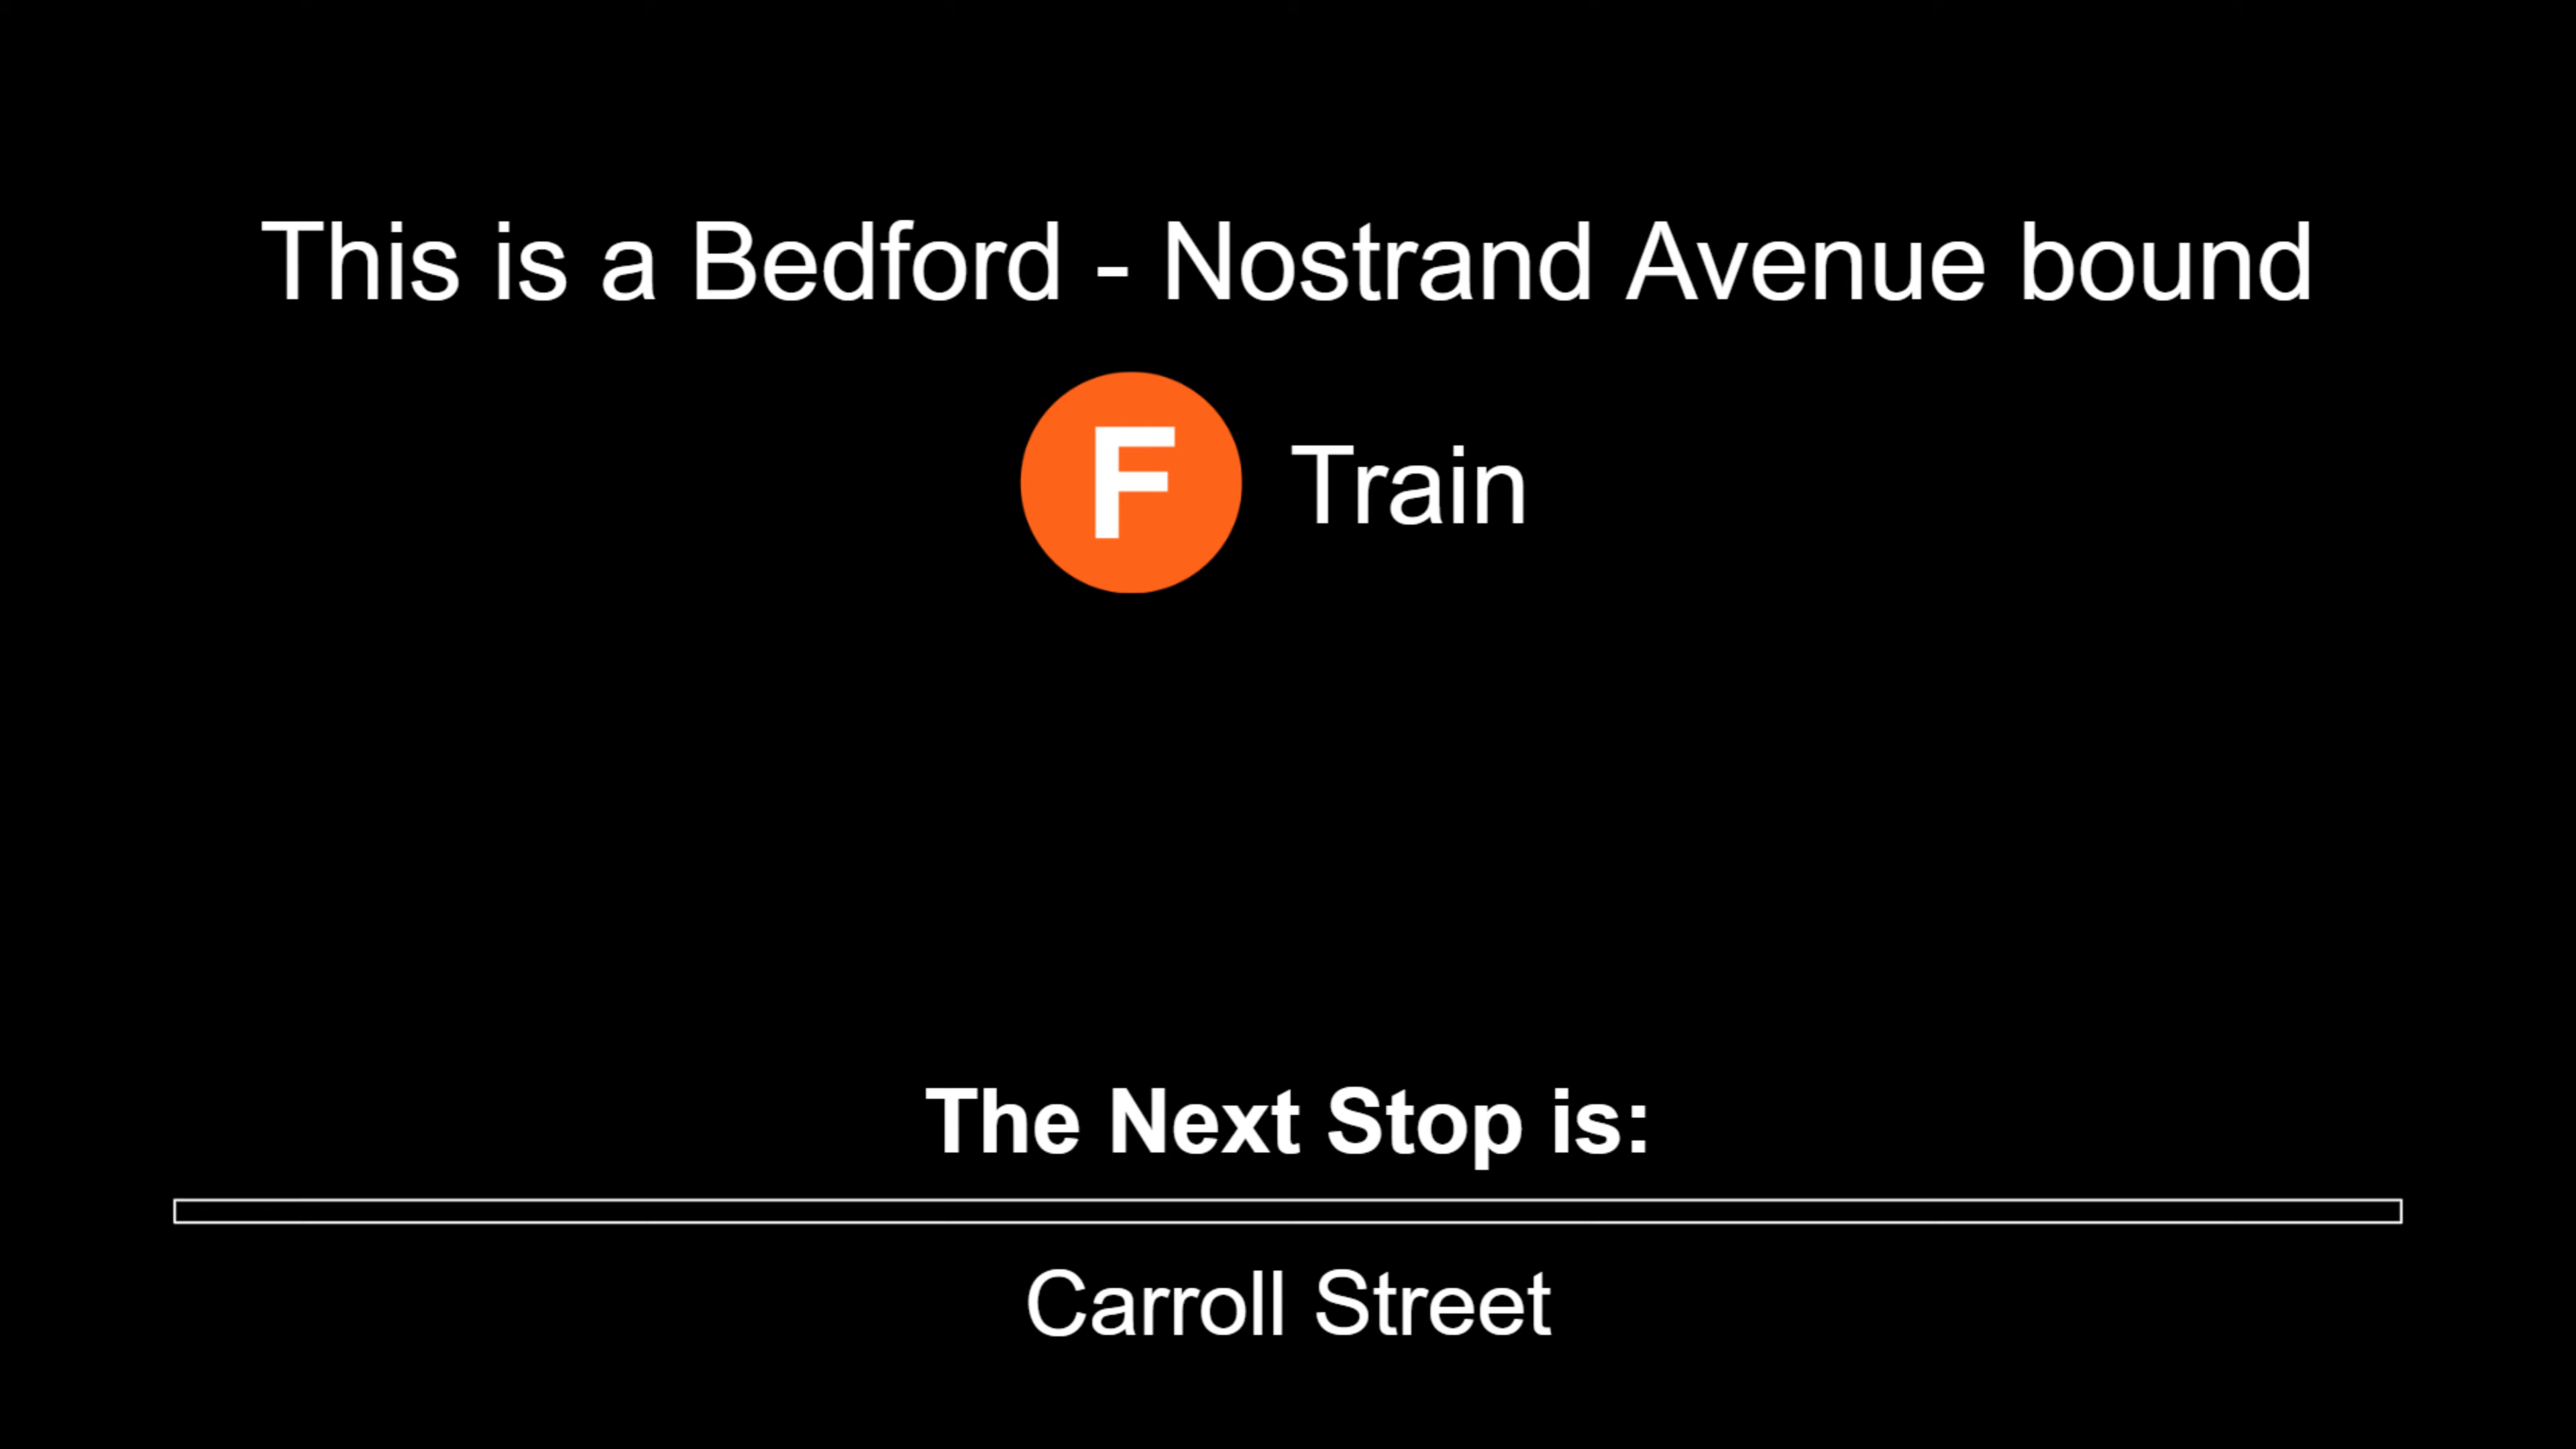 This is a Bedford - Nostrand Avenue bound
F Train
The Next Stop is:
Carroll Street